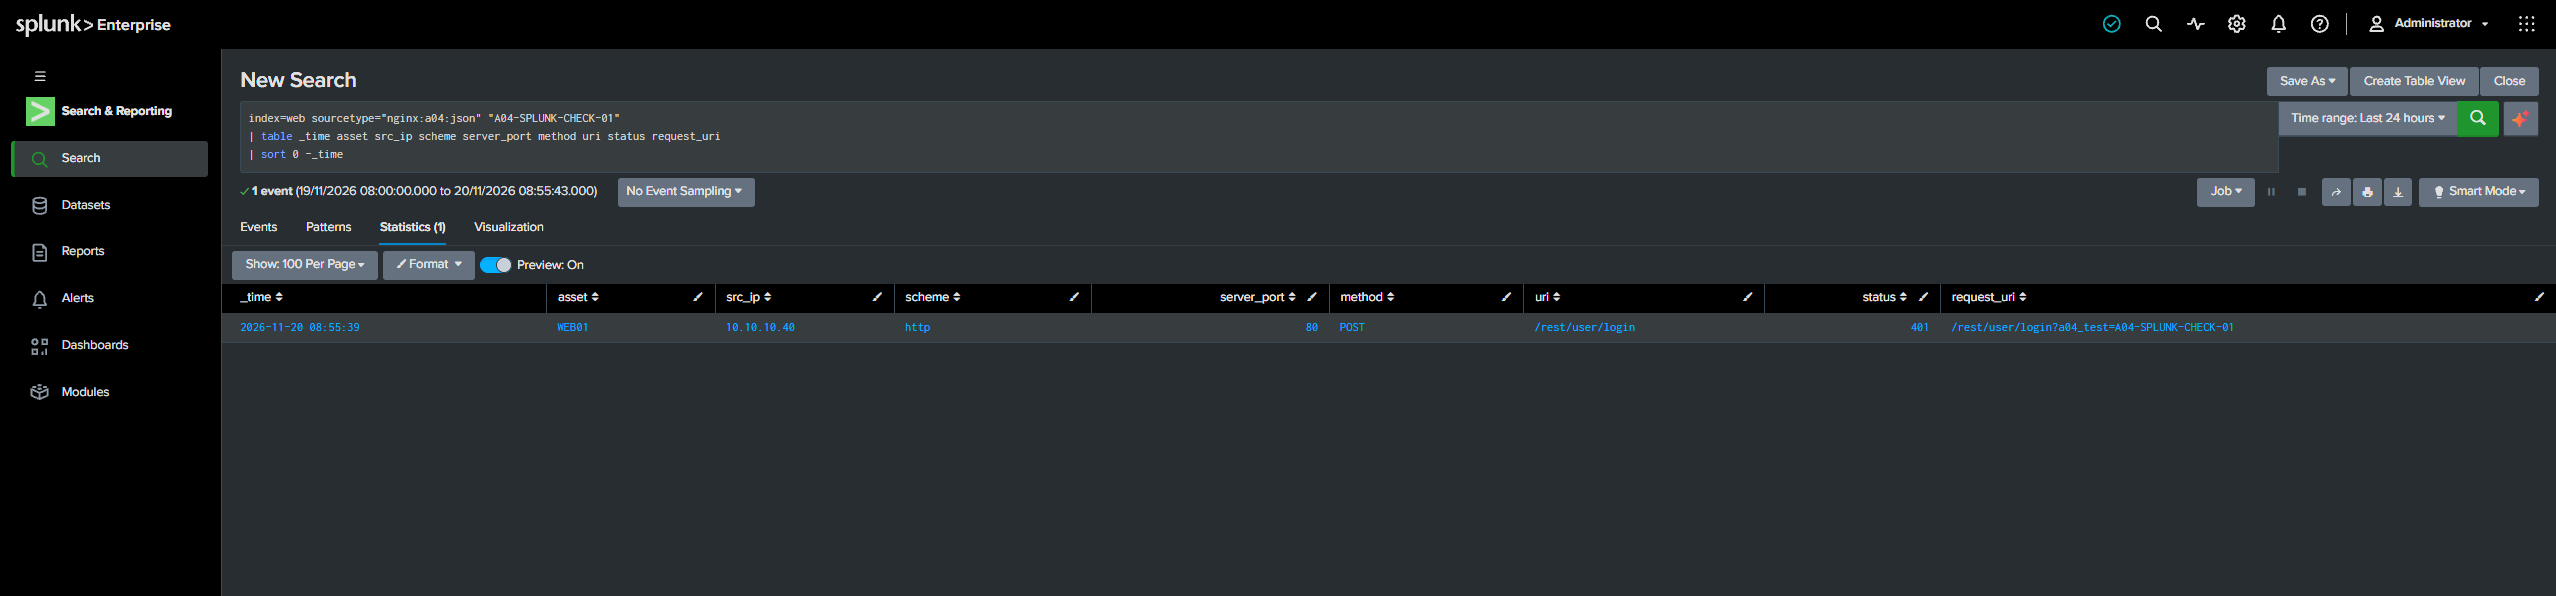 splunk>Enterprise
Administrator
Search & Reporting
Search
Datasets
Reports
Alerts
Dashboards
Modules
New Search
Save As
Create Table View
Close
index=web sourcetype="nginx:a04:json" "A04-SPLUNK-CHECK-01"
| table _time asset src_ip scheme server_port method uri status request_uri
| sort 0 -_time
Time range: Last 24 hours
1 event (19/11/2026 08:00:00.000 to 20/11/2026 08:55:43.000)
No Event Sampling
Job
Smart Mode
Events Patterns Statistics (1) Visualization
Show: 100 Per Page Format Preview: On
_time asset src_ip scheme server_port method uri status request_uri
2026-11-20 08:55:39 WEB01 10.10.10.40 http 80 POST /rest/user/login 401 /rest/user/login?a04_test=A04-SPLUNK-CHECK-01